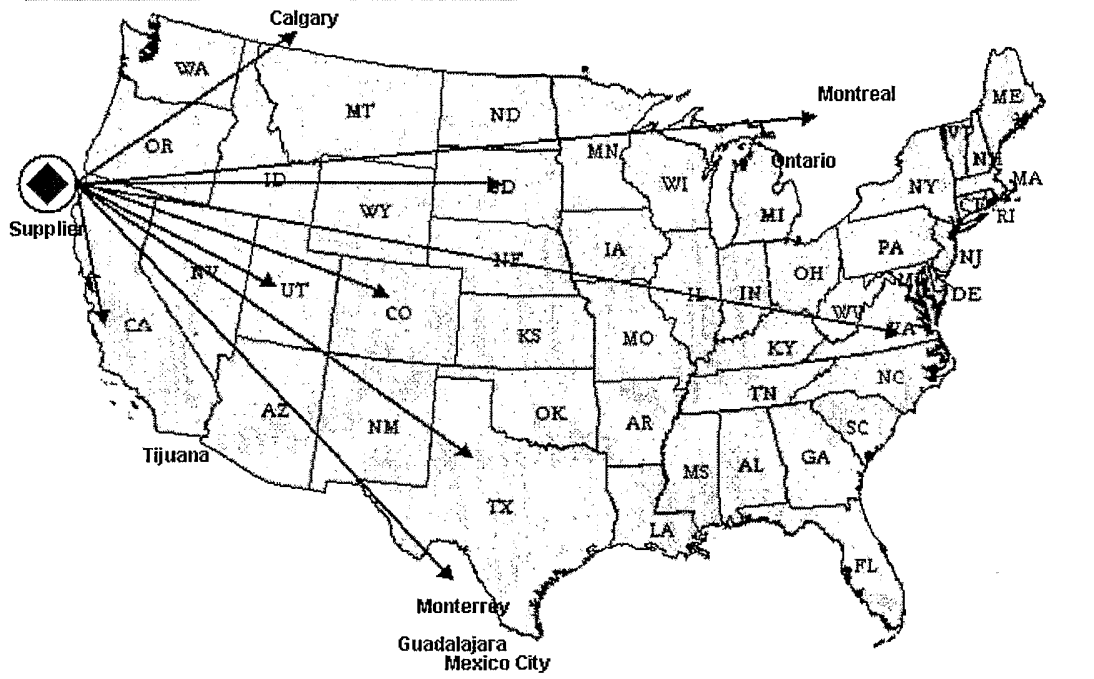 Calgary
WA
MT
ND
Montreal
ME
OR
MN
VT
NH
Ontario
ID
SD
WI
NY
MA
WY
MI
CT
RI
Supplier
IA
PA
NJ
NE
OH
NV
UT
IL
IN
DE
CO
WV
VA
CA
KS
MO
KY
NC
TN
AZ
NM
OK
AR
SC
Tijuana
MS
AL
GA
TX
LA
FL
Monterrey
Guadalajara
Mexico City